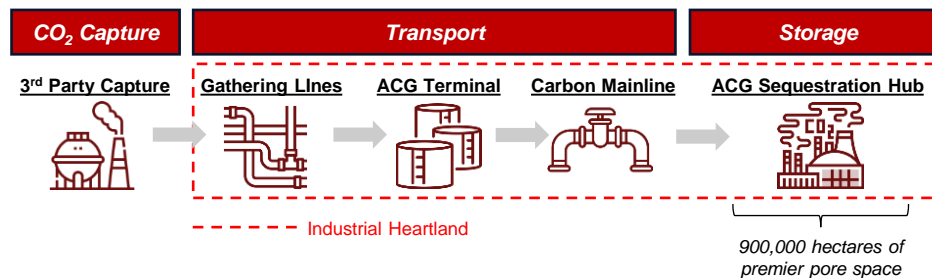 CO2 Capture
Transport
Storage
3rd Party Capture
Gathering LInes
ACG Terminal
Carbon Mainline
ACG Sequestration Hub
Industrial Heartland
900,000 hectares of
premier pore space